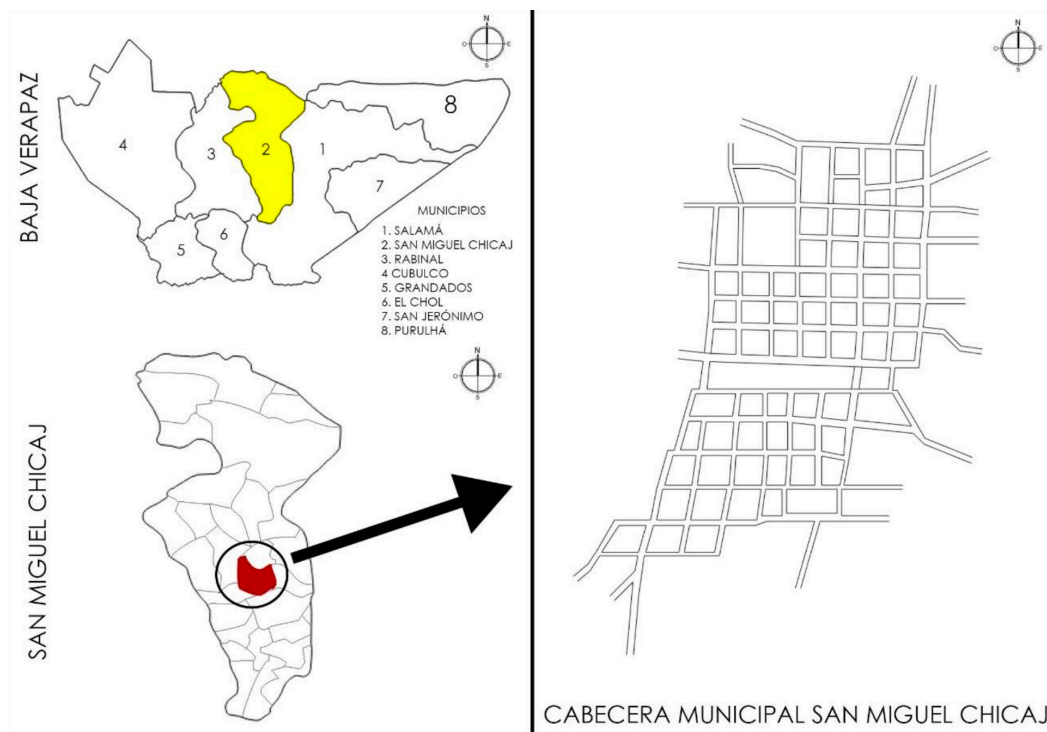 BAJA VERAPAZ
N
O E
S
8
4
3
2
1
7
5
6
MUNICIPIOS
1. SALAMÁ
2. SAN MIGUEL CHICAJ
3. RABINAL
4 CUBULCO
5. GRANDADOS
6. EL CHOL
7. SAN JERÓNIMO
8. PURULHÁ
SAN MIGUEL CHICAJ
N
O E
S
N
O E
S
CABECERA MUNICIPAL SAN MIGUEL CHICAJ